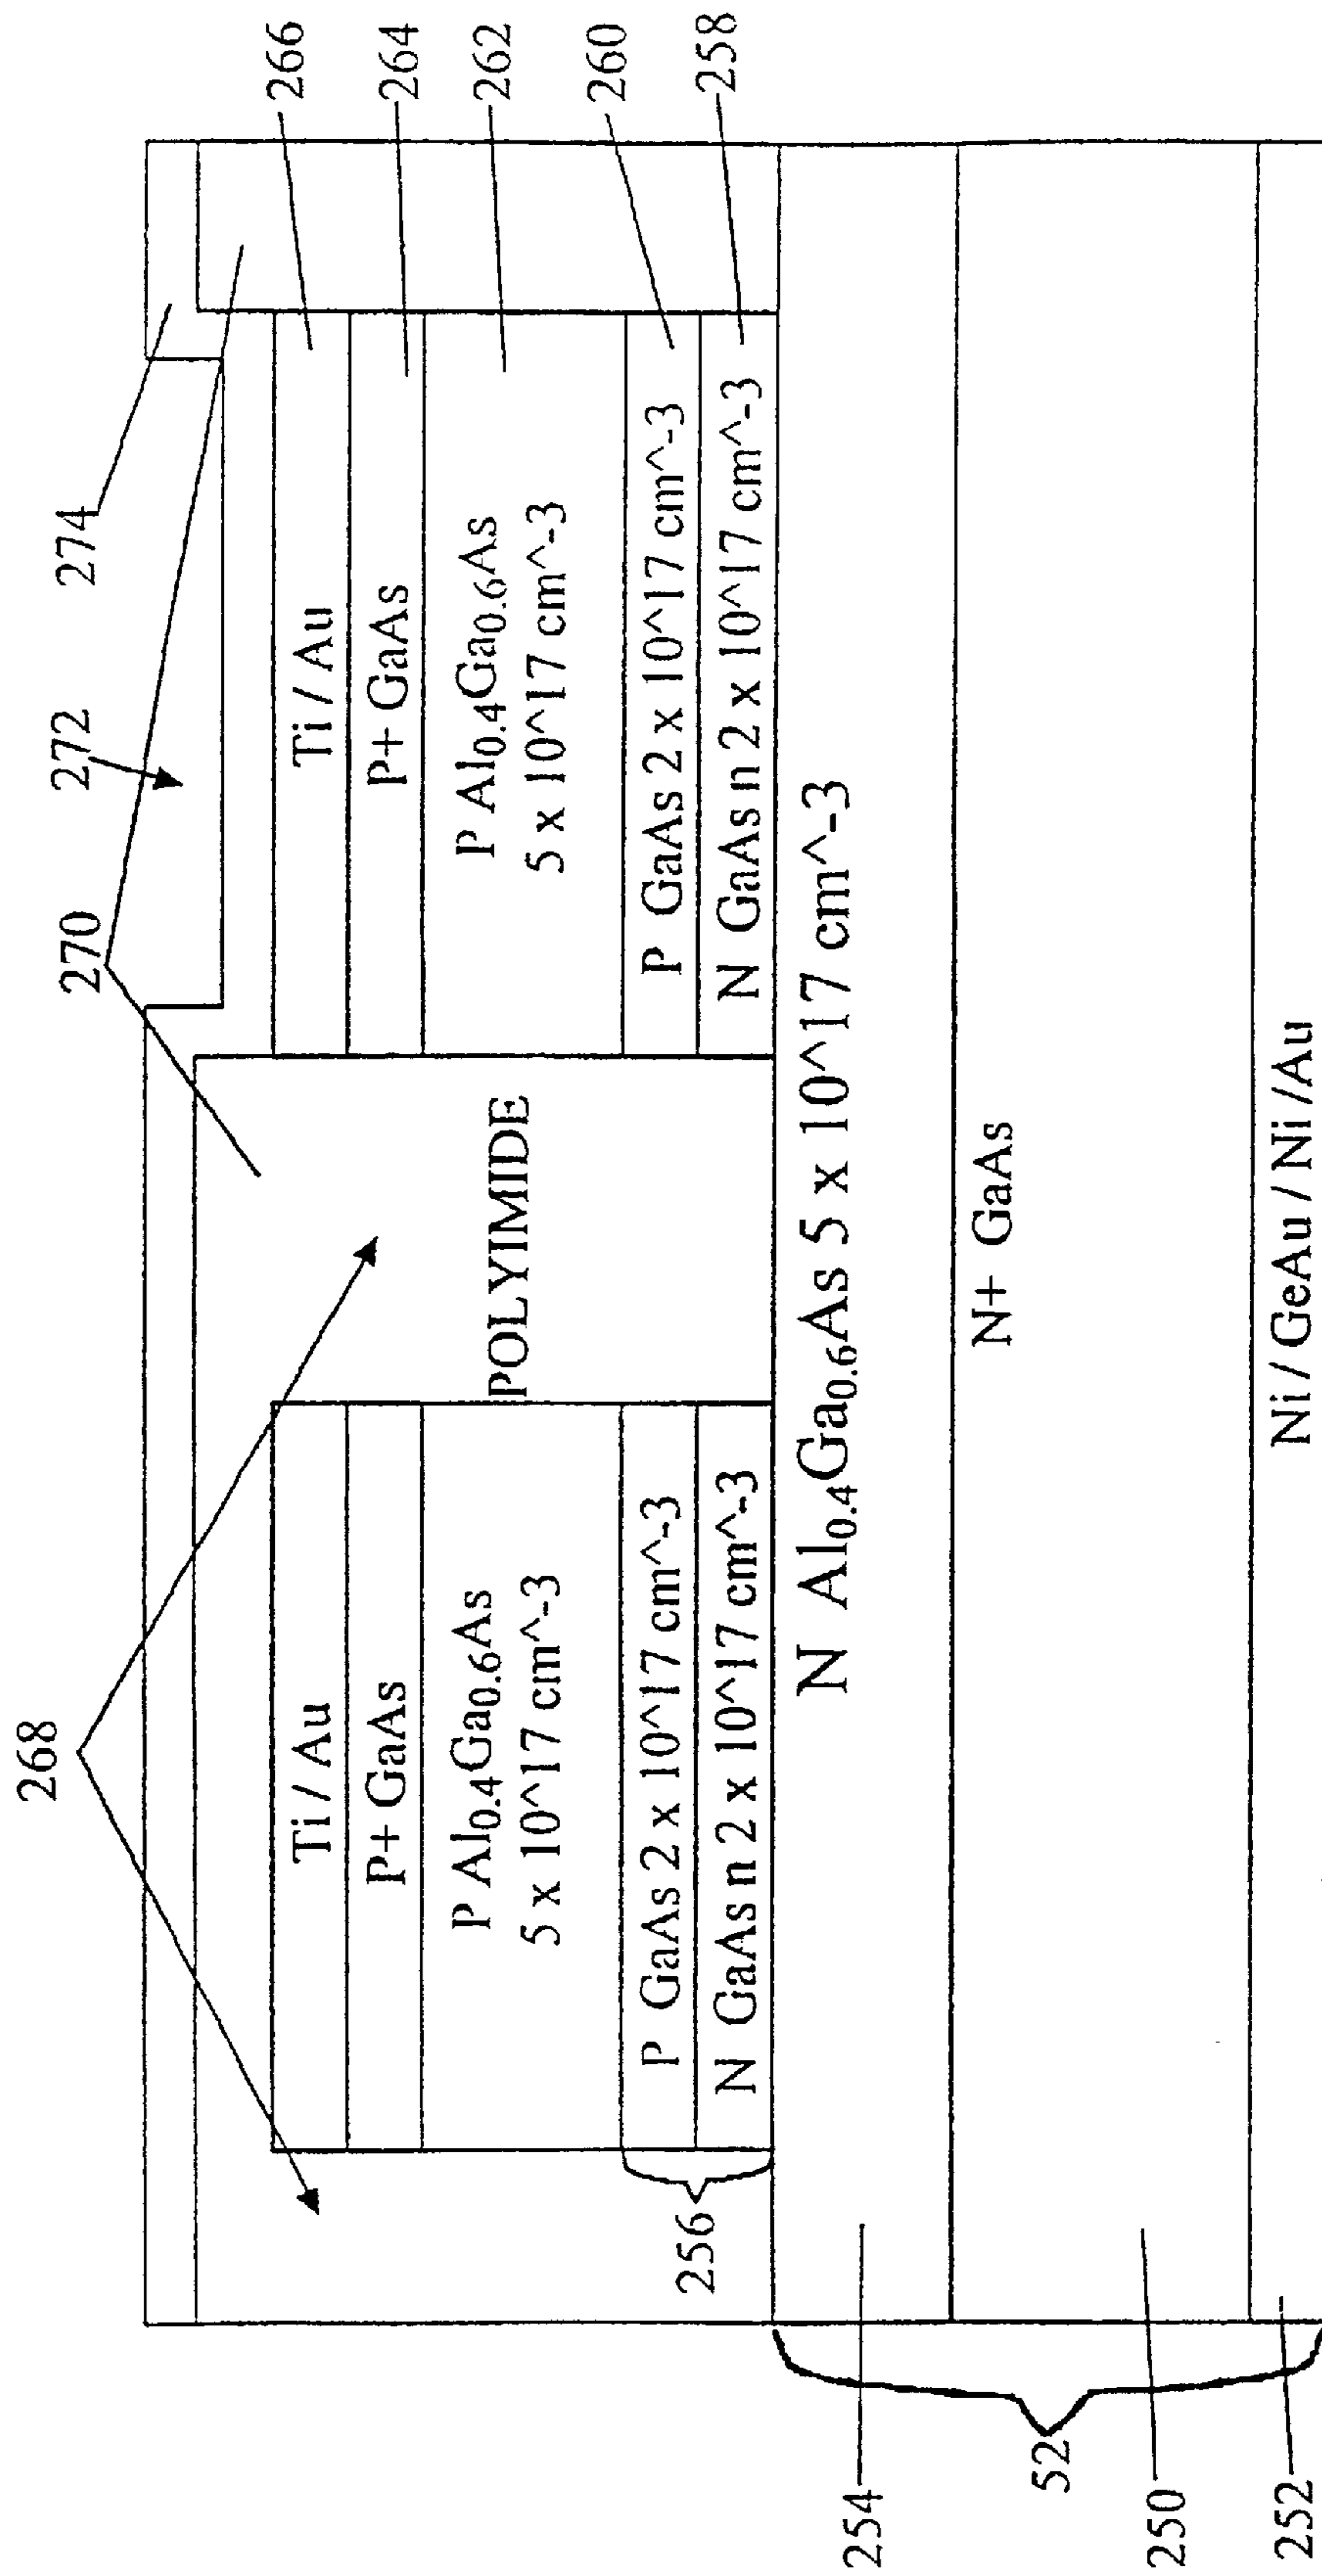 268
270
272
274
266
264
262
260
258
Ti / Au
P+ GaAs
P Al0.4Ga0.6As
5 x 10^17 cm^-3
P GaAs 2 x 10^17 cm^-3
N GaAs n 2 x 10^17 cm^-3
256
POLYIMIDE
Ti / Au
P+ GaAs
P Al0.4Ga0.6As
5 x 10^17 cm^-3
P GaAs 2 x 10^17 cm^-3
N GaAs n 2 x 10^17 cm^-3
N Al0.4Ga0.6As 5 x 10^17 cm^-3
N+ GaAs
Ni / GeAu / Ni /Au
254
52
250
252